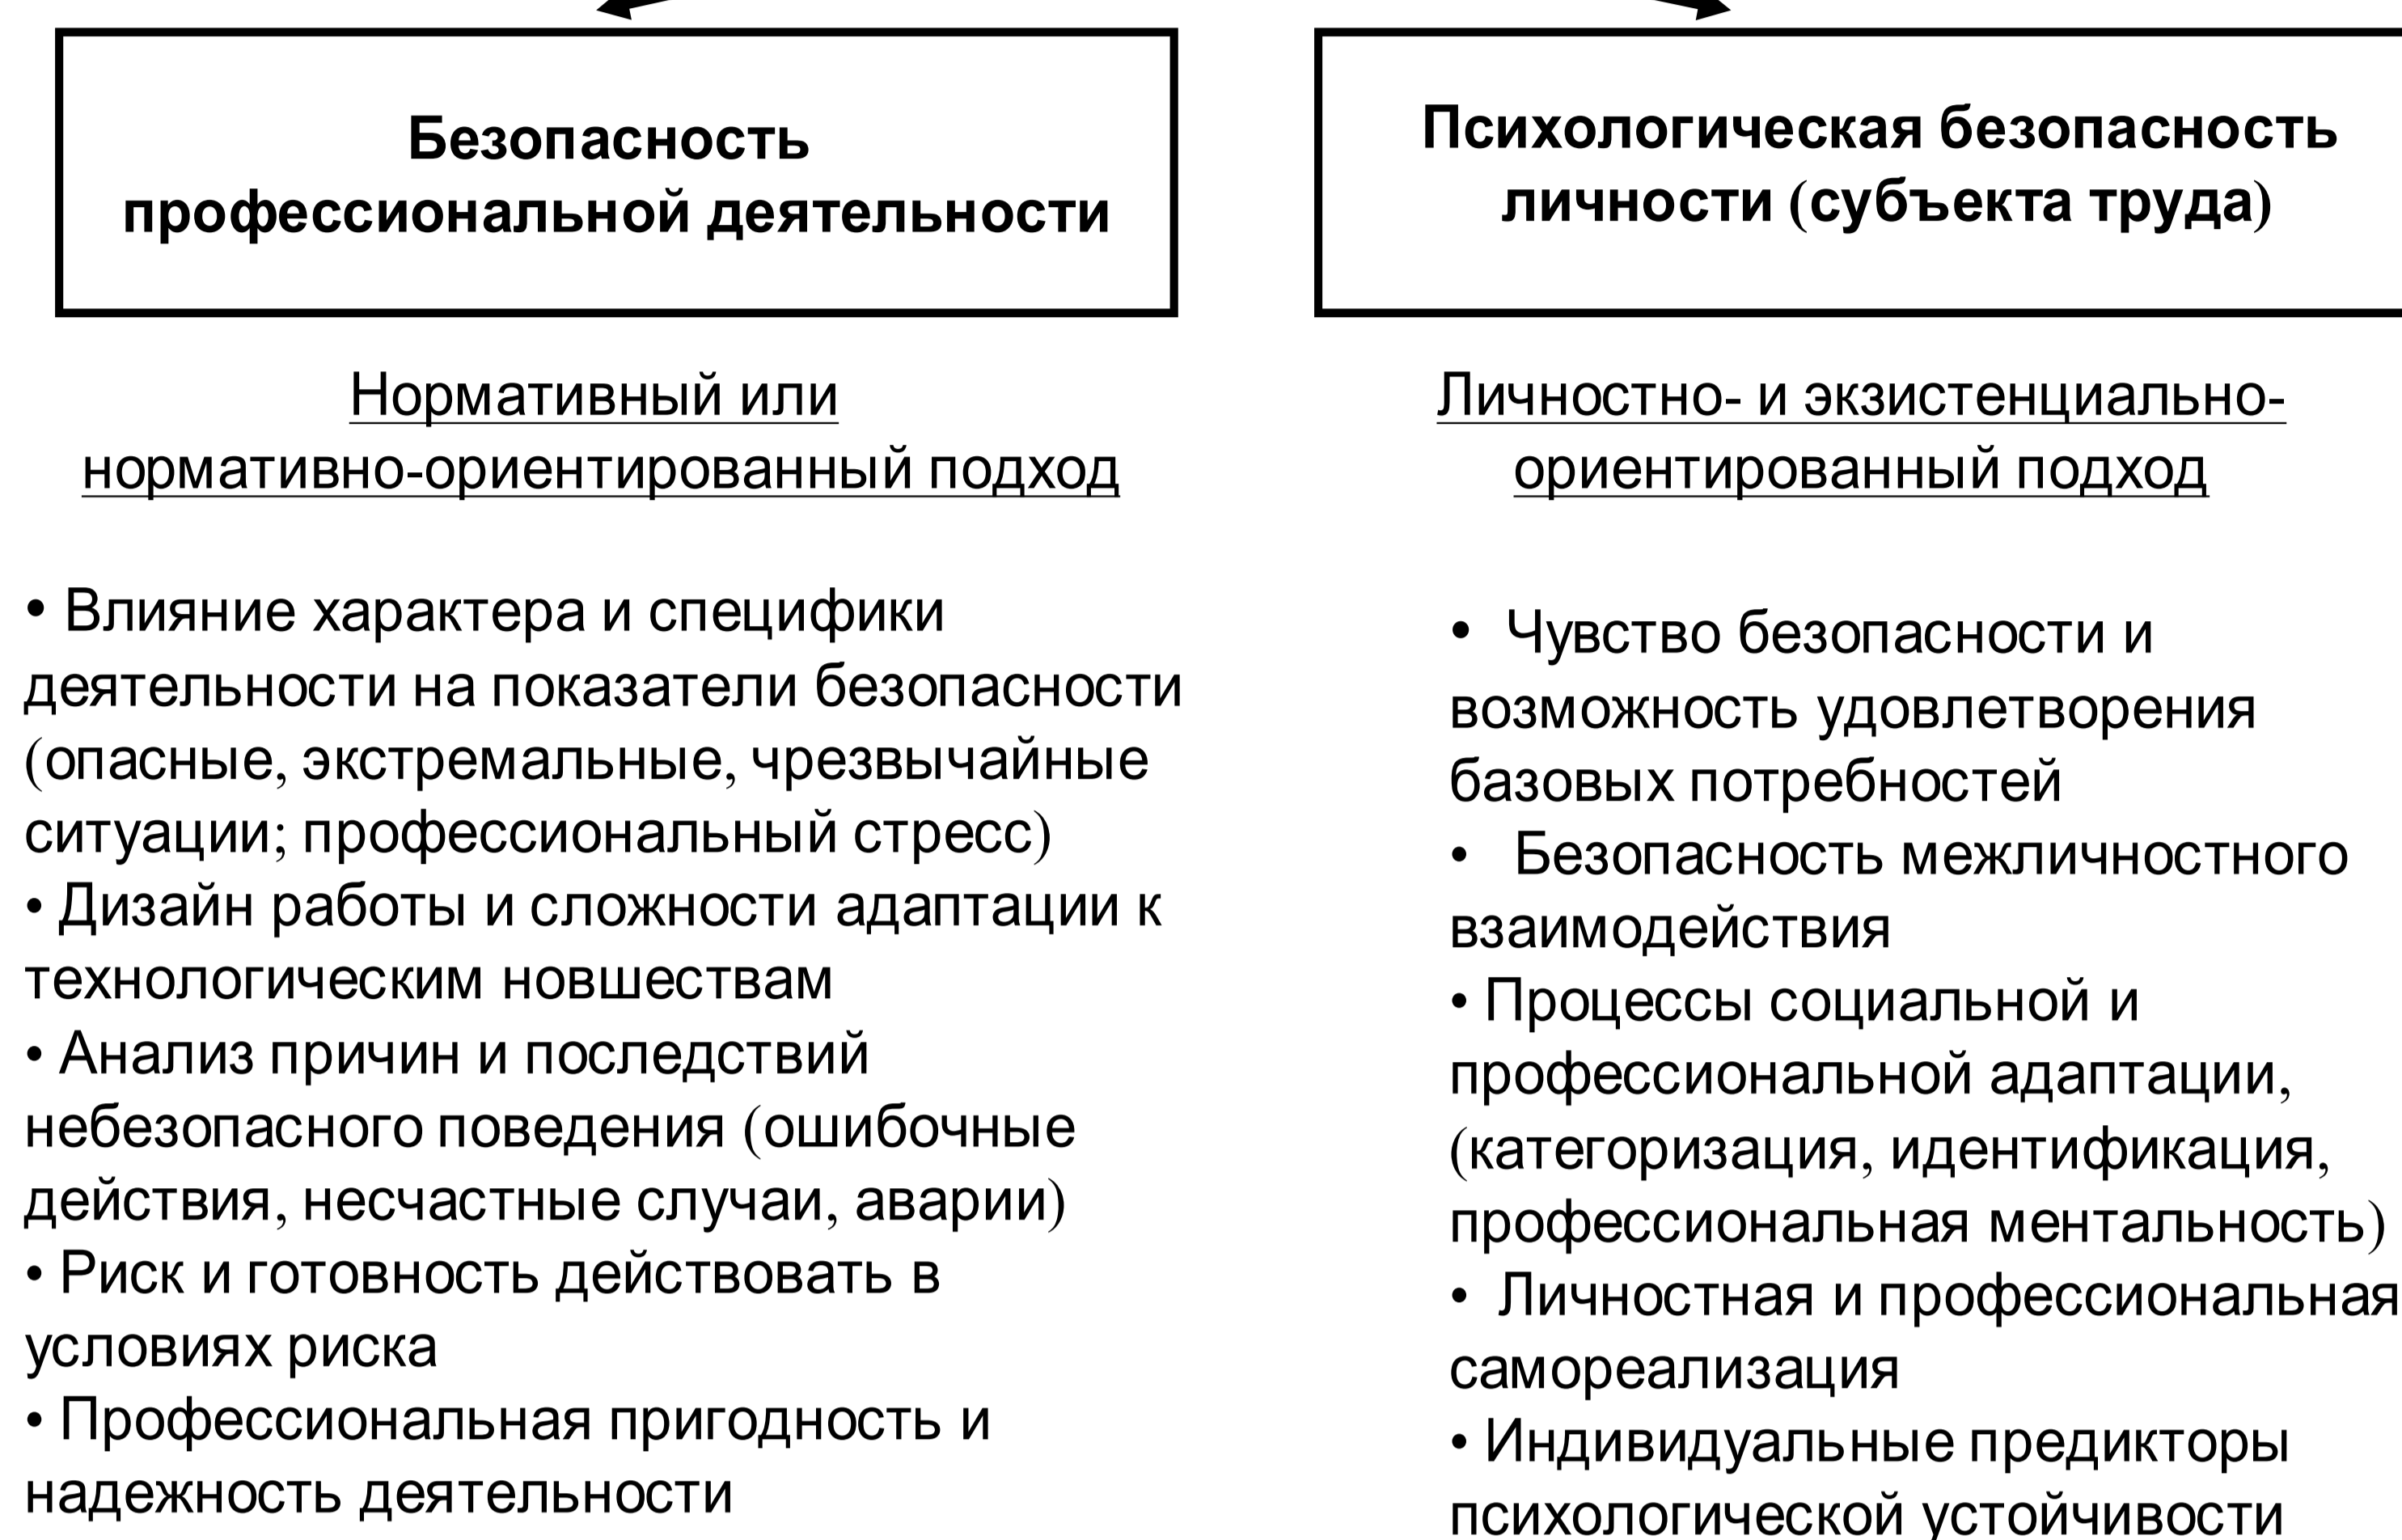 Безопасность
профессиональной деятельности
Нормативный или
нормативно-ориентированный подход
• Влияние характера и специфики
деятельности на показатели безопасности
(опасные, экстремальные, чрезвычайные
ситуации; профессиональный стресс)
• Дизайн работы и сложности адаптации к
технологическим новшествам
• Анализ причин и последствий
небезопасного поведения (ошибочные
действия, несчастные случаи, аварии)
• Риск и готовность действовать в
условиях риска
• Профессиональная пригодность и
надежность деятельности
Психологическая безопасность
личности (субъекта труда)
Личностно- и экзистенциально-
ориентированный подход
• Чувство безопасности и
возможность удовлетворения
базовых потребностей
• Безопасность межличностного
взаимодействия
• Процессы социальной и
профессиональной адаптации,
(категоризация, идентификация,
профессиональная ментальность)
• Личностная и профессиональная
самореализация
• Индивидуальные предикторы
психологической устойчивости